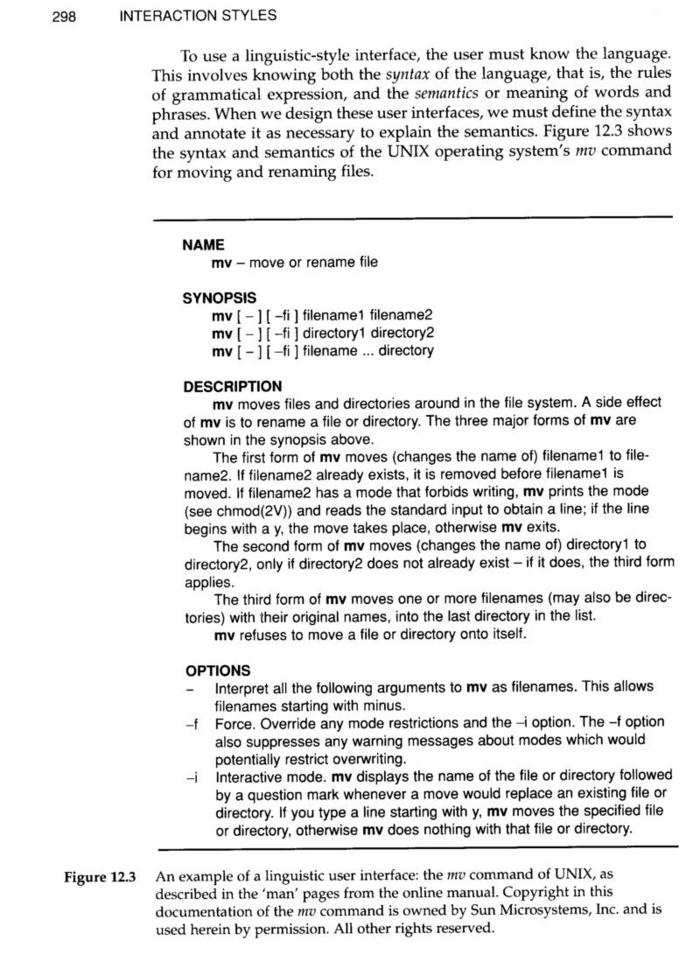 298 INTERACTION STYLES
To use a linguistic-style interface, the user must know the language.
This involves knowing both the syntax of the language, that is, the rules
of grammatical expression, and the semantics or meaning of words and
phrases. When we design these user interfaces, we must define the syntax
and annotate it as necessary to explain the semantics. Figure 12.3 shows
the syntax and semantics of the UNIX operating system's mv command
for moving and renaming files.
NAME
mv – move or rename file
SYNOPSIS
mv [ – ] [ –fi ] filename1 filename2
mv [ – ] [ –fi ] directory1 directory2
mv [ – ] [ –fi ] filename ... directory
DESCRIPTION
mv moves files and directories around in the file system. A side effect
of mv is to rename a file or directory. The three major forms of mv are
shown in the synopsis above.
The first form of mv moves (changes the name of) filename1 to file-
name2. If filename2 already exists, it is removed before filename1 is
moved. If filename2 has a mode that forbids writing, mv prints the mode
(see chmod(2V)) and reads the standard input to obtain a line; if the line
begins with a y, the move takes place, otherwise mv exits.
The second form of mv moves (changes the name of) directory1 to
directory2, only if directory2 does not already exist – if it does, the third form
applies.
The third form of mv moves one or more filenames (may also be direc-
tories) with their original names, into the last directory in the list.
mv refuses to move a file or directory onto itself.
OPTIONS
– Interpret all the following arguments to mv as filenames. This allows
filenames starting with minus.
–f Force. Override any mode restrictions and the –i option. The –f option
also suppresses any warning messages about modes which would
potentially restrict overwriting.
–i Interactive mode. mv displays the name of the file or directory followed
by a question mark whenever a move would replace an existing file or
directory. If you type a line starting with y, mv moves the specified file
or directory, otherwise mv does nothing with that file or directory.
Figure 12.3 An example of a linguistic user interface: the mv command of UNIX, as
described in the 'man' pages from the online manual. Copyright in this
documentation of the mv command is owned by Sun Microsystems, Inc. and is
used herein by permission. All other rights reserved.